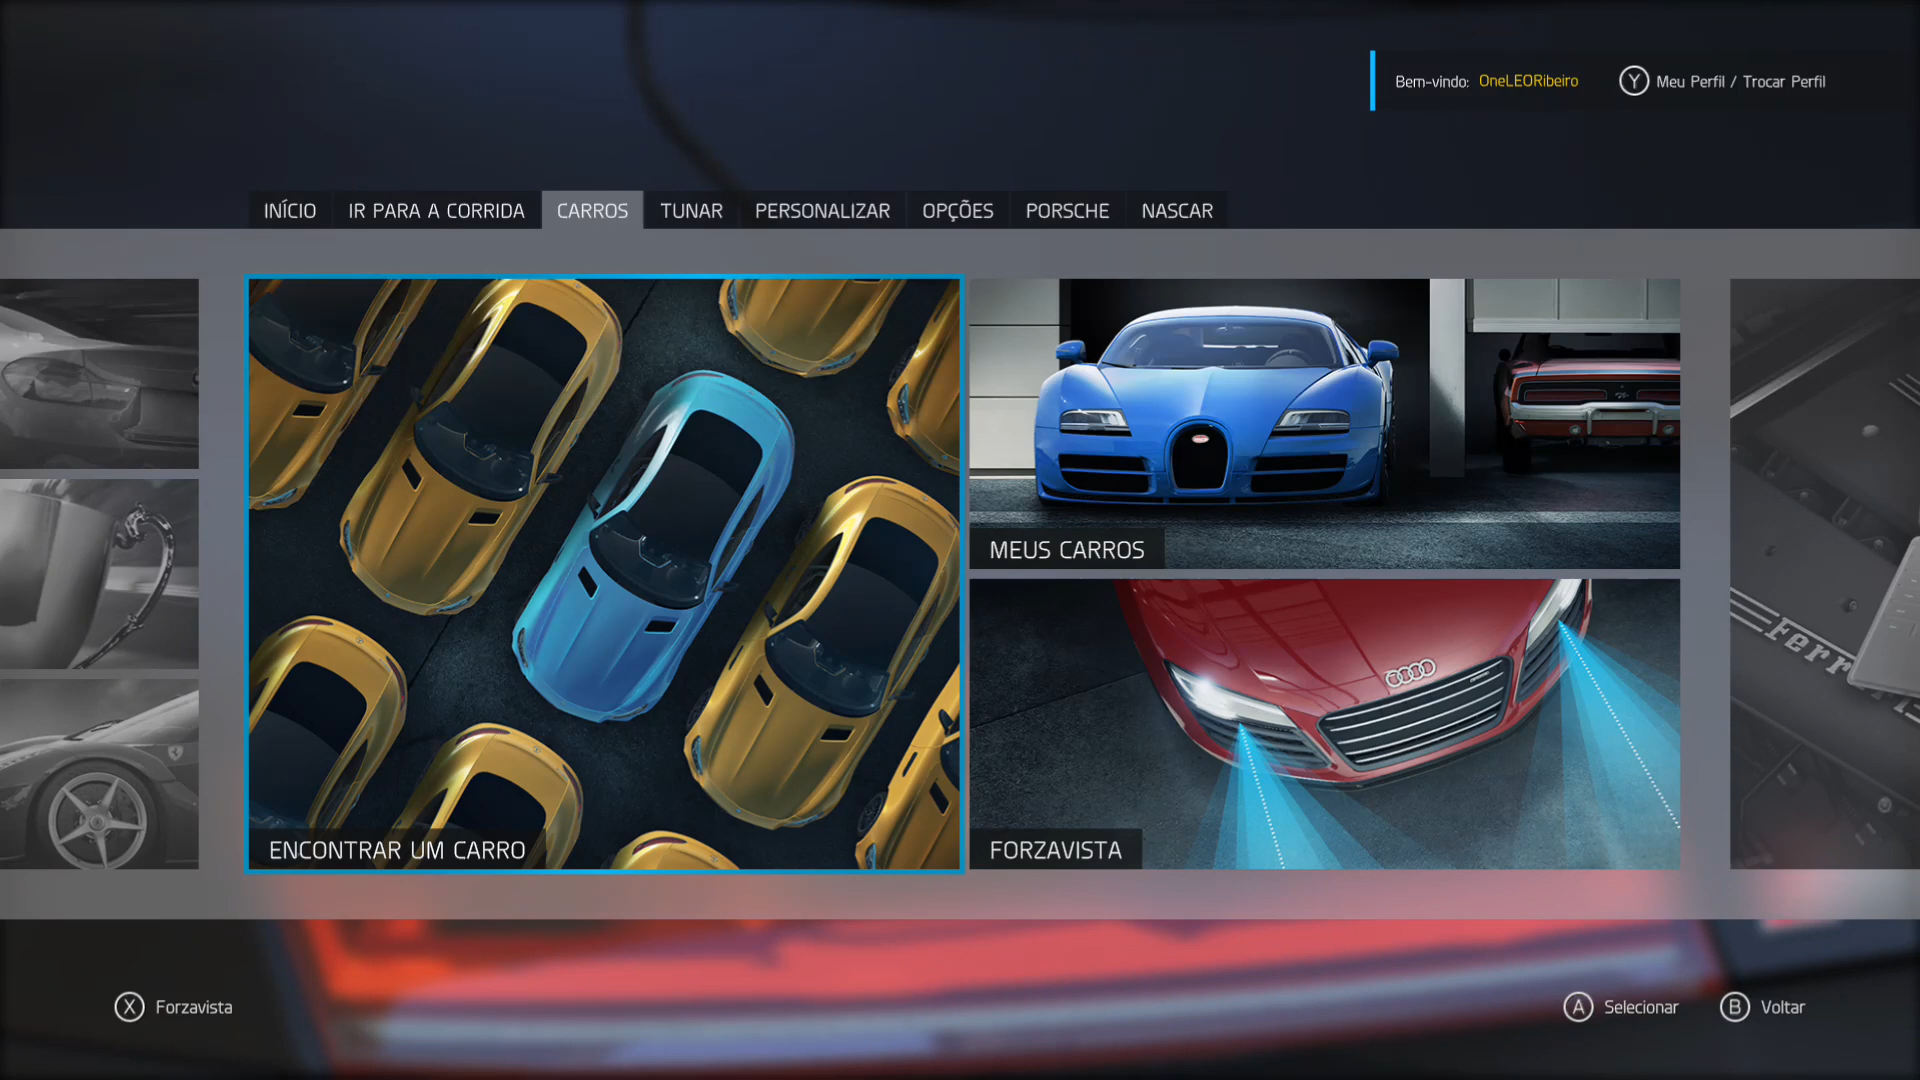 Bem-vindo: OneLEORibeiro Y Meu Perfil / Trocar Perfil
INÍCIO IR PARA A CORRIDA CARROS TUNAR PERSONALIZAR OPÇÕES PORSCHE NASCAR
MEUS CARROS
ENCONTRAR UM CARRO
FORZAVISTA
X Forzavista
A Selecionar B Voltar